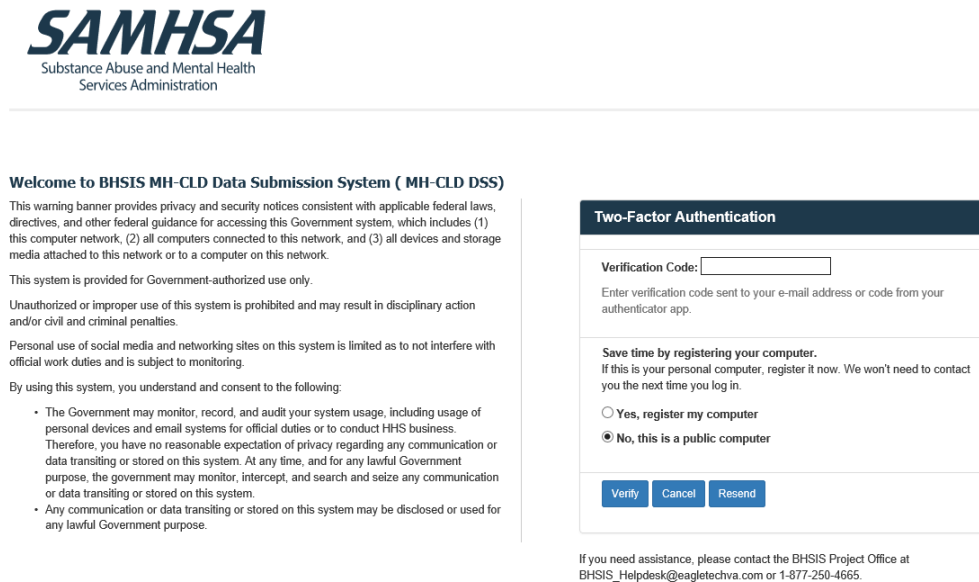 SAMHSA
Substance Abuse and Mental Health
Services Administration
Welcome to BHSIS MH-CLD Data Submission System ( MH-CLD DSS)
This warning banner provides privacy and security notices consistent with applicable federal laws,
directives, and other federal guidance for accessing this Government system, which includes (1)
this computer network, (2) all computers connected to this network, and (3) all devices and storage
media attached to this network or to a computer on this network.
This system is provided for Government-authorized use only.
Unauthorized or improper use of this system is prohibited and may result in disciplinary action
and/or civil and criminal penalties.
Personal use of social media and networking sites on this system is limited as to not interfere with
official work duties and is subject to monitoring.
By using this system, you understand and consent to the following:
• The Government may monitor, record, and audit your system usage, including usage of
personal devices and email systems for official duties or to conduct HHS business.
Therefore, you have no reasonable expectation of privacy regarding any communication or
data transiting or stored on this system. At any time, and for any lawful Government
purpose, the government may monitor, intercept, and search and seize any communication
or data transiting or stored on this system.
• Any communication or data transiting or stored on this system may be disclosed or used for
any lawful Government purpose.
Two-Factor Authentication
Verification Code:
Enter verification code sent to your e-mail address or code from your
authenticator app.
Save time by registering your computer.
If this is your personal computer, register it now. We won't need to contact
you the next time you log in.
Yes, register my computer
No, this is a public computer
Verify Cancel Resend
If you need assistance, please contact the BHSIS Project Office at
BHSIS_Helpdesk@eagletechva.com or 1-877-250-4665.